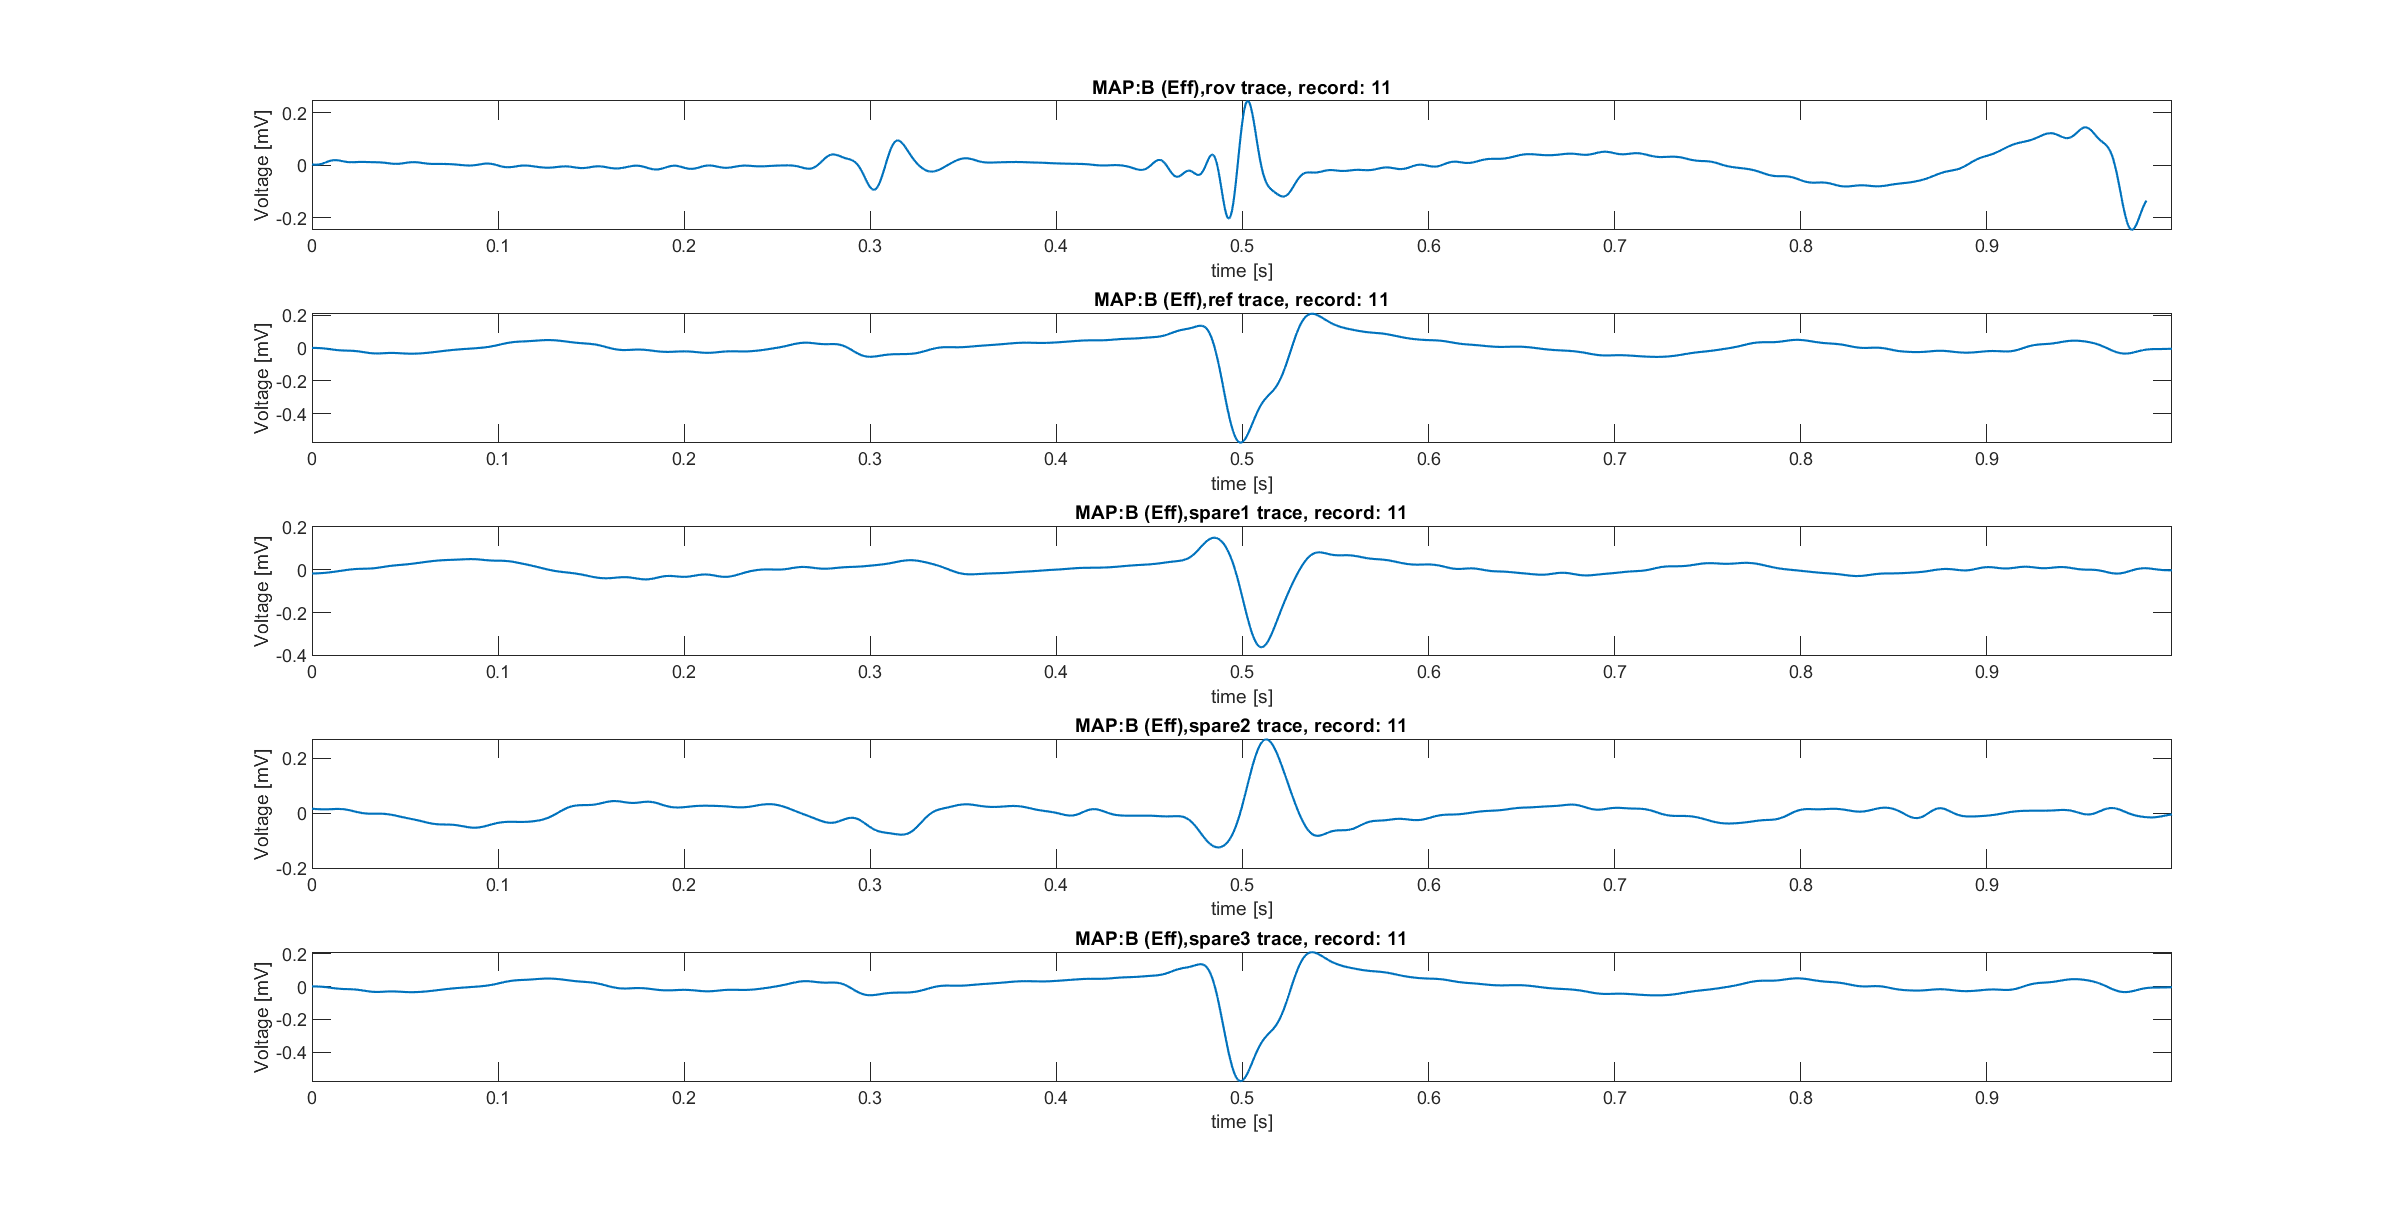 MAP:B (Eff),rov trace, record: 11
Voltage [mV]
0.2
0
-0.2
0 0.1 0.2 0.3 0.4 0.5 0.6 0.7 0.8 0.9
time [s]
MAP:B (Eff),ref trace, record: 11
Voltage [mV]
0.2
0
-0.2
-0.4
0 0.1 0.2 0.3 0.4 0.5 0.6 0.7 0.8 0.9
time [s]
MAP:B (Eff),spare1 trace, record: 11
Voltage [mV]
0.2
0
-0.2
-0.4
0 0.1 0.2 0.3 0.4 0.5 0.6 0.7 0.8 0.9
time [s]
MAP:B (Eff),spare2 trace, record: 11
Voltage [mV]
0.2
0
-0.2
0 0.1 0.2 0.3 0.4 0.5 0.6 0.7 0.8 0.9
time [s]
MAP:B (Eff),spare3 trace, record: 11
Voltage [mV]
0.2
0
-0.2
-0.4
0 0.1 0.2 0.3 0.4 0.5 0.6 0.7 0.8 0.9
time [s]